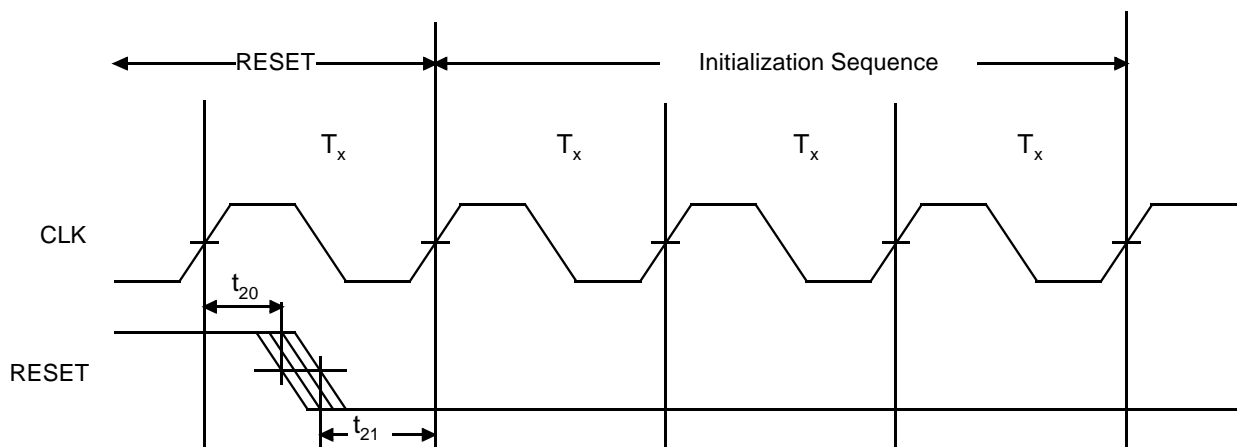 RESET Initialization Sequence
Tx Tx Tx Tx
CLK
t20
RESET
t21